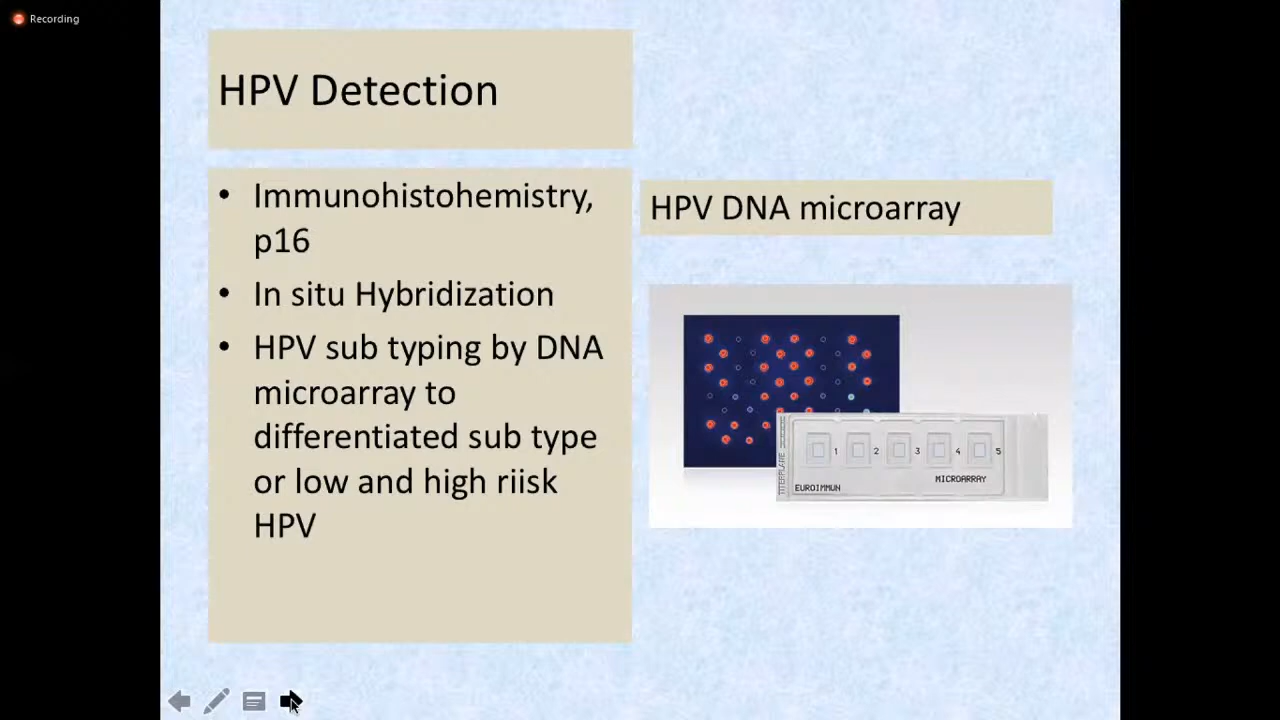 Recording
HPV Detection
• Immunohistohemistry,
p16
• In situ Hybridization
• HPV sub typing by DNA
microarray to
differentiated sub type
or low and high riisk
HPV
HPV DNA microarray
TITERPLANE
1 2 3 4 5
EUROIMMUN
MICROARRAY